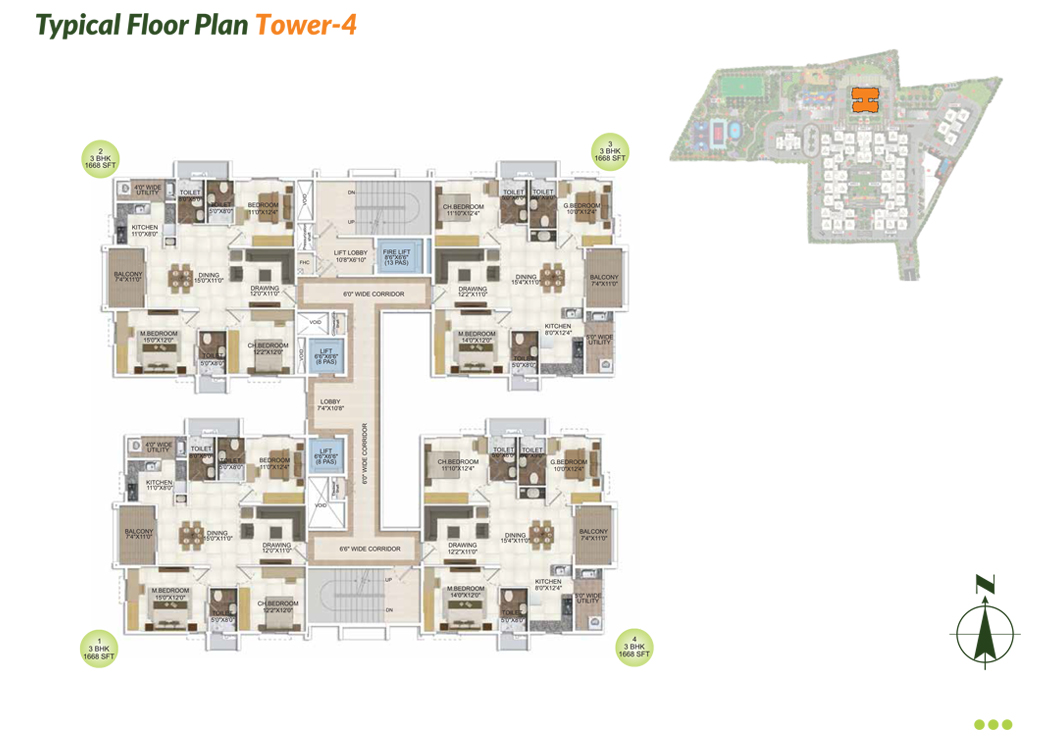 Typical Floor Plan Tower-4
2
3 BHK
1668 SFT
4'0" WIDE
UTILITY
TOILET
TOILET
5'0"X8'0"
BEDROOM
11'0"X12'4"
KITCHEN
11'0"X8'0"
BALCONY
7'4"X11'0"
DINING
15'0"X11'0"
DRAWING
12'0"X11'0"
M.BEDROOM
15'0"X12'0"
TOILET
5'0"X8'0"
CH.BEDROOM
12'2"X12'0"
VOID
DN
UP
FHC
LIFT LOBBY
10'8"X6'10"
FIRE LIFT
8'6"X6'6"
(13 PAS)
6'0" WIDE CORRIDOR
VOID
VOID
LIFT
6'6"X6'6"
(8 PAS)
LOBBY
7'4"X10'8"
6'0" WIDE CORRIDOR
LIFT
6'6"X6'6"
(8 PAS)
VOID
6'6" WIDE CORRIDOR
UP
DN
3
3 BHK
1668 SFT
CH.BEDROOM
11'10"X12'4"
TOILET
TOILET
G.BEDROOM
10'0"X12'4"
DRAWING
12'2"X11'0"
DINING
15'4"X11'0"
BALCONY
7'4"X11'0"
M.BEDROOM
14'0"X12'0"
TOILET
5'0"X8'0"
KITCHEN
8'0"X12'4"
5'0" WIDE
UTILITY
4'0" WIDE
UTILITY
TOILET
TOILET
5'0"X8'0"
BEDROOM
11'0"X12'4"
KITCHEN
11'0"X8'0"
BALCONY
7'4"X11'0"
DINING
15'0"X11'0"
DRAWING
12'0"X11'0"
M.BEDROOM
15'0"X12'0"
TOILET
5'0"X8'0"
CH.BEDROOM
12'2"X12'0"
1
3 BHK
1668 SFT
CH.BEDROOM
11'10"X12'4"
TOILET
TOILET
G.BEDROOM
10'0"X12'4"
DRAWING
12'2"X11'0"
DINING
15'4"X11'0"
BALCONY
7'4"X11'0"
M.BEDROOM
14'0"X12'0"
TOILET
5'0"X8'0"
KITCHEN
8'0"X12'4"
5'0" WIDE
UTILITY
4
3 BHK
1668 SFT
N